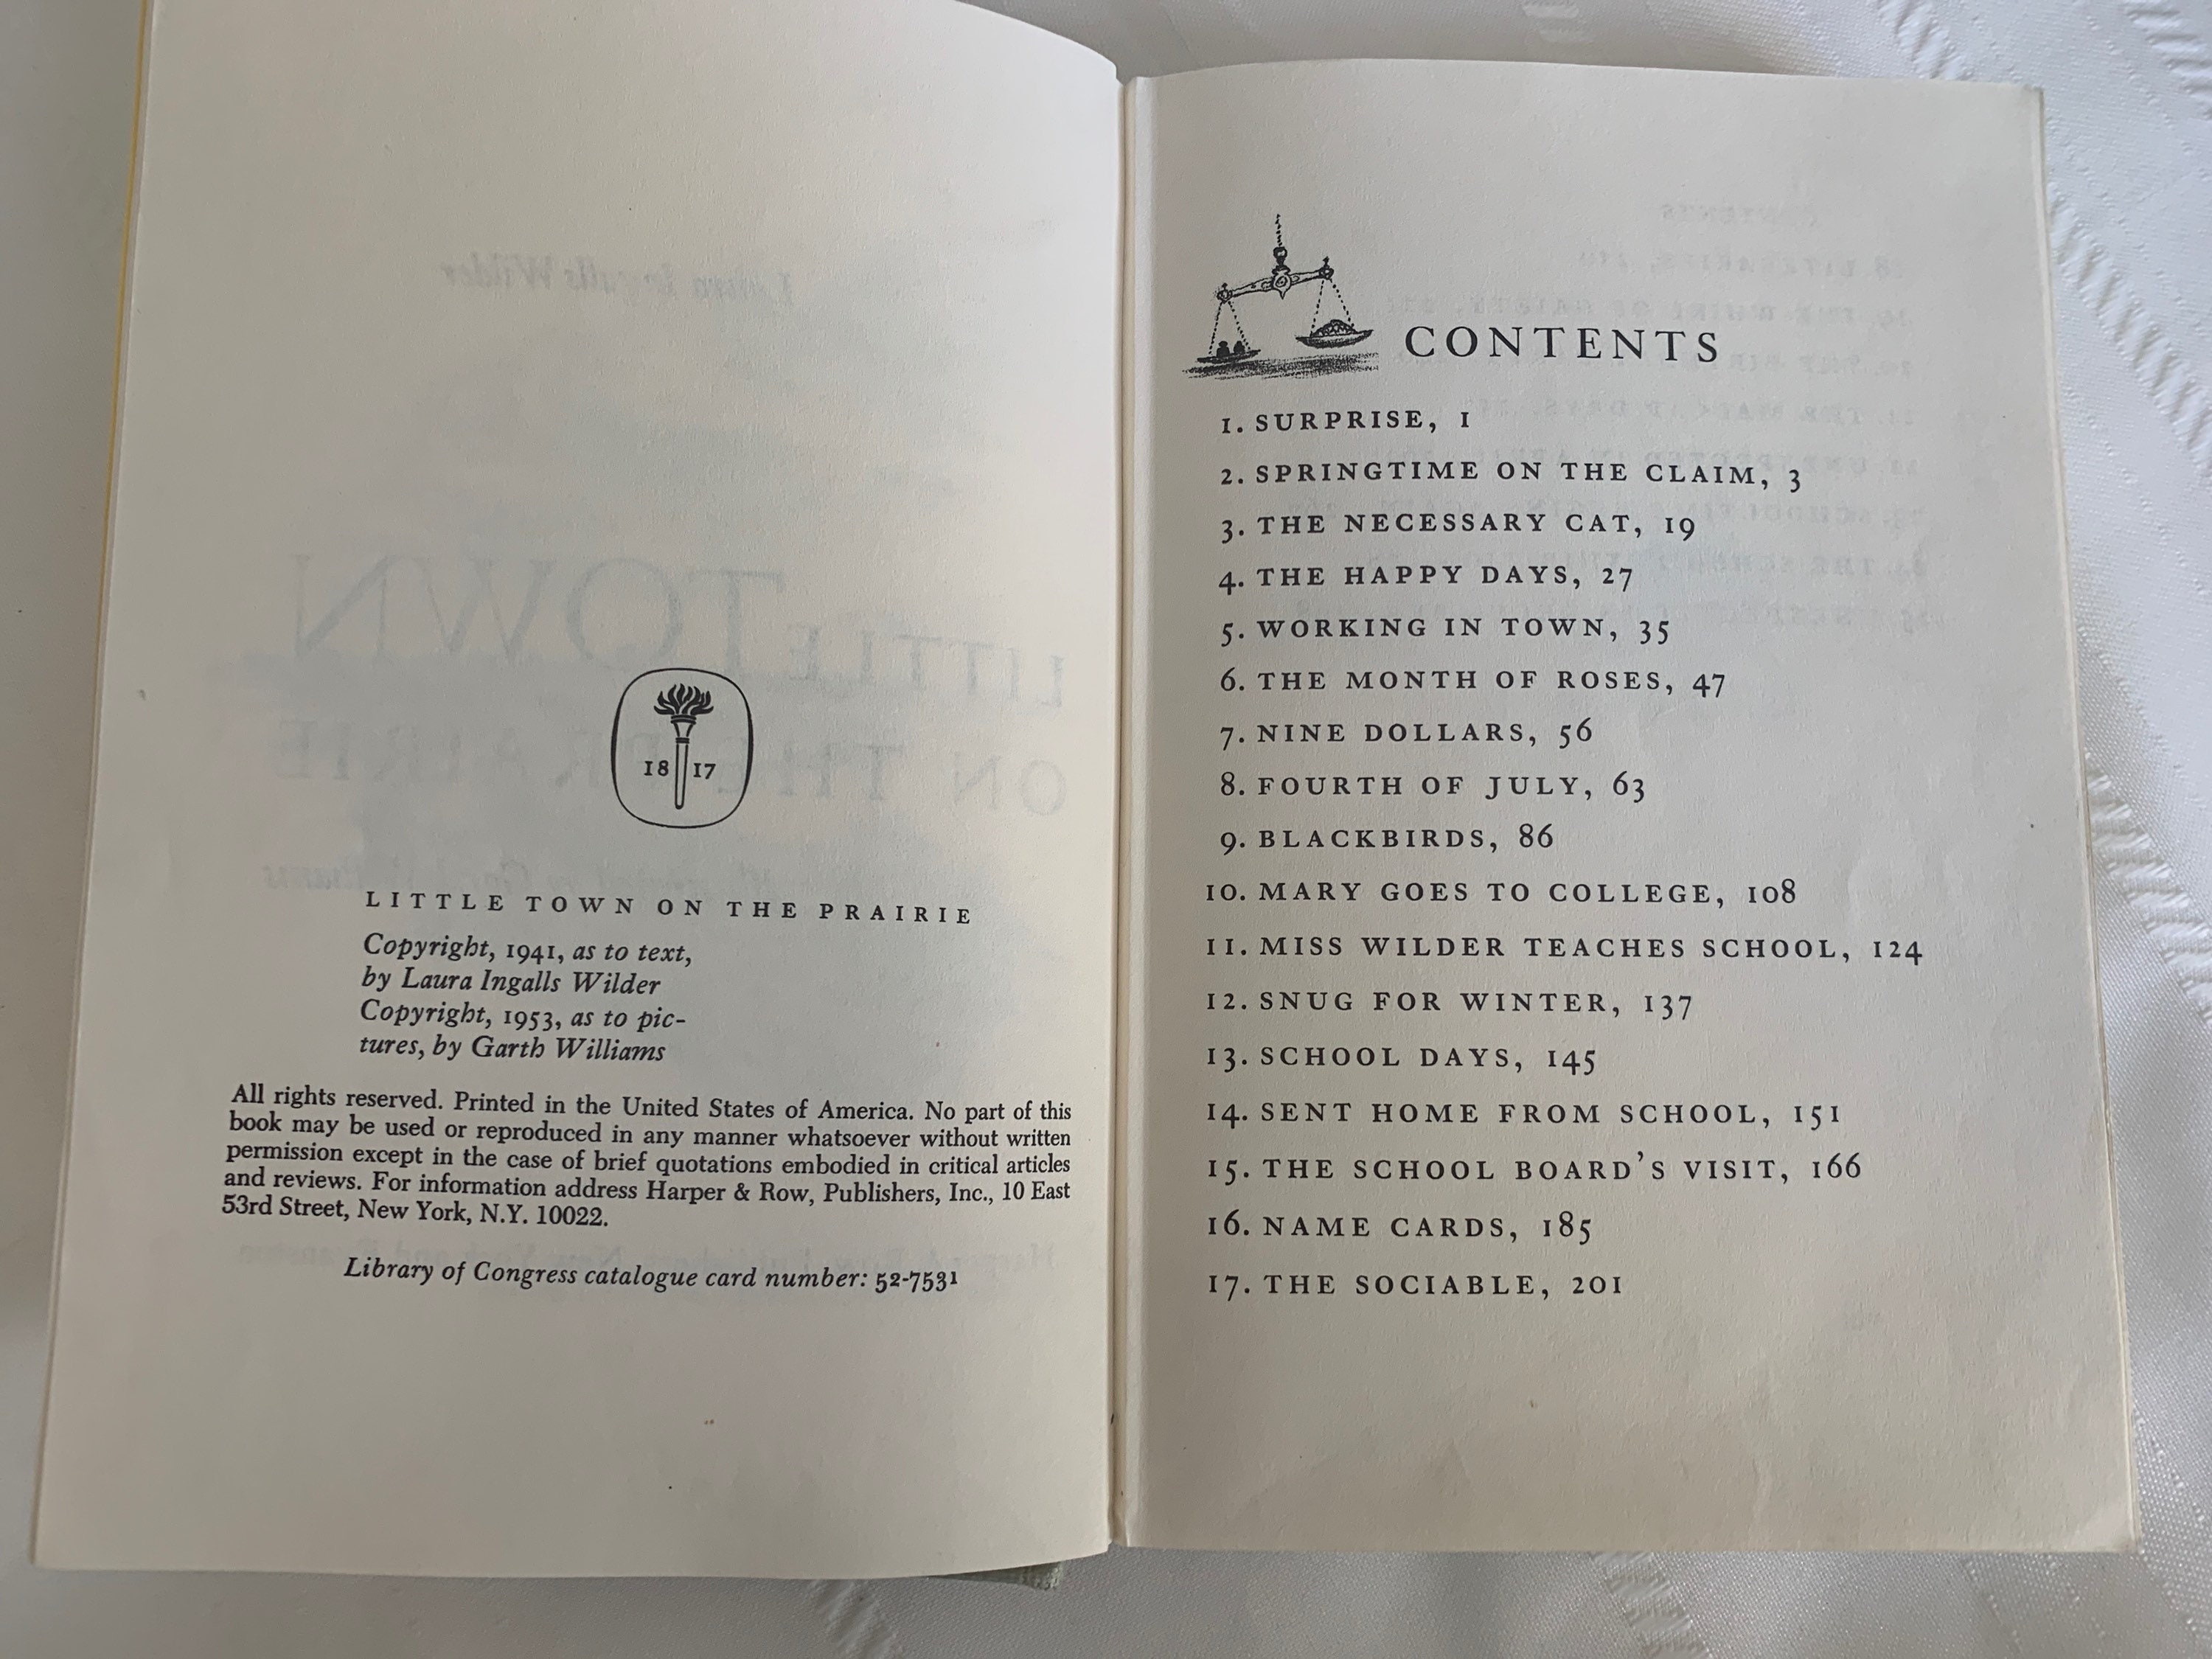 18 17
LITTLE TOWN ON THE PRAIRIE
Copyright, 1941, as to text,
by Laura Ingalls Wilder
Copyright, 1953, as to pic-
tures, by Garth Williams
All rights reserved. Printed in the United States of America. No part of this
book may be used or reproduced in any manner whatsoever without written
permission except in the case of brief quotations embodied in critical articles
and reviews. For information address Harper & Row, Publishers, Inc., 10 East
53rd Street, New York, N.Y. 10022.
Library of Congress catalogue card number: 52-7531
CONTENTS
1. SURPRISE, 1
2. SPRINGTIME ON THE CLAIM, 3
3. THE NECESSARY CAT, 19
4. THE HAPPY DAYS, 27
5. WORKING IN TOWN, 35
6. THE MONTH OF ROSES, 47
7. NINE DOLLARS, 56
8. FOURTH OF JULY, 63
9. BLACKBIRDS, 86
10. MARY GOES TO COLLEGE, 108
11. MISS WILDER TEACHES SCHOOL, 124
12. SNUG FOR WINTER, 137
13. SCHOOL DAYS, 145
14. SENT HOME FROM SCHOOL, 151
15. THE SCHOOL BOARD'S VISIT, 166
16. NAME CARDS, 185
17. THE SOCIABLE, 201